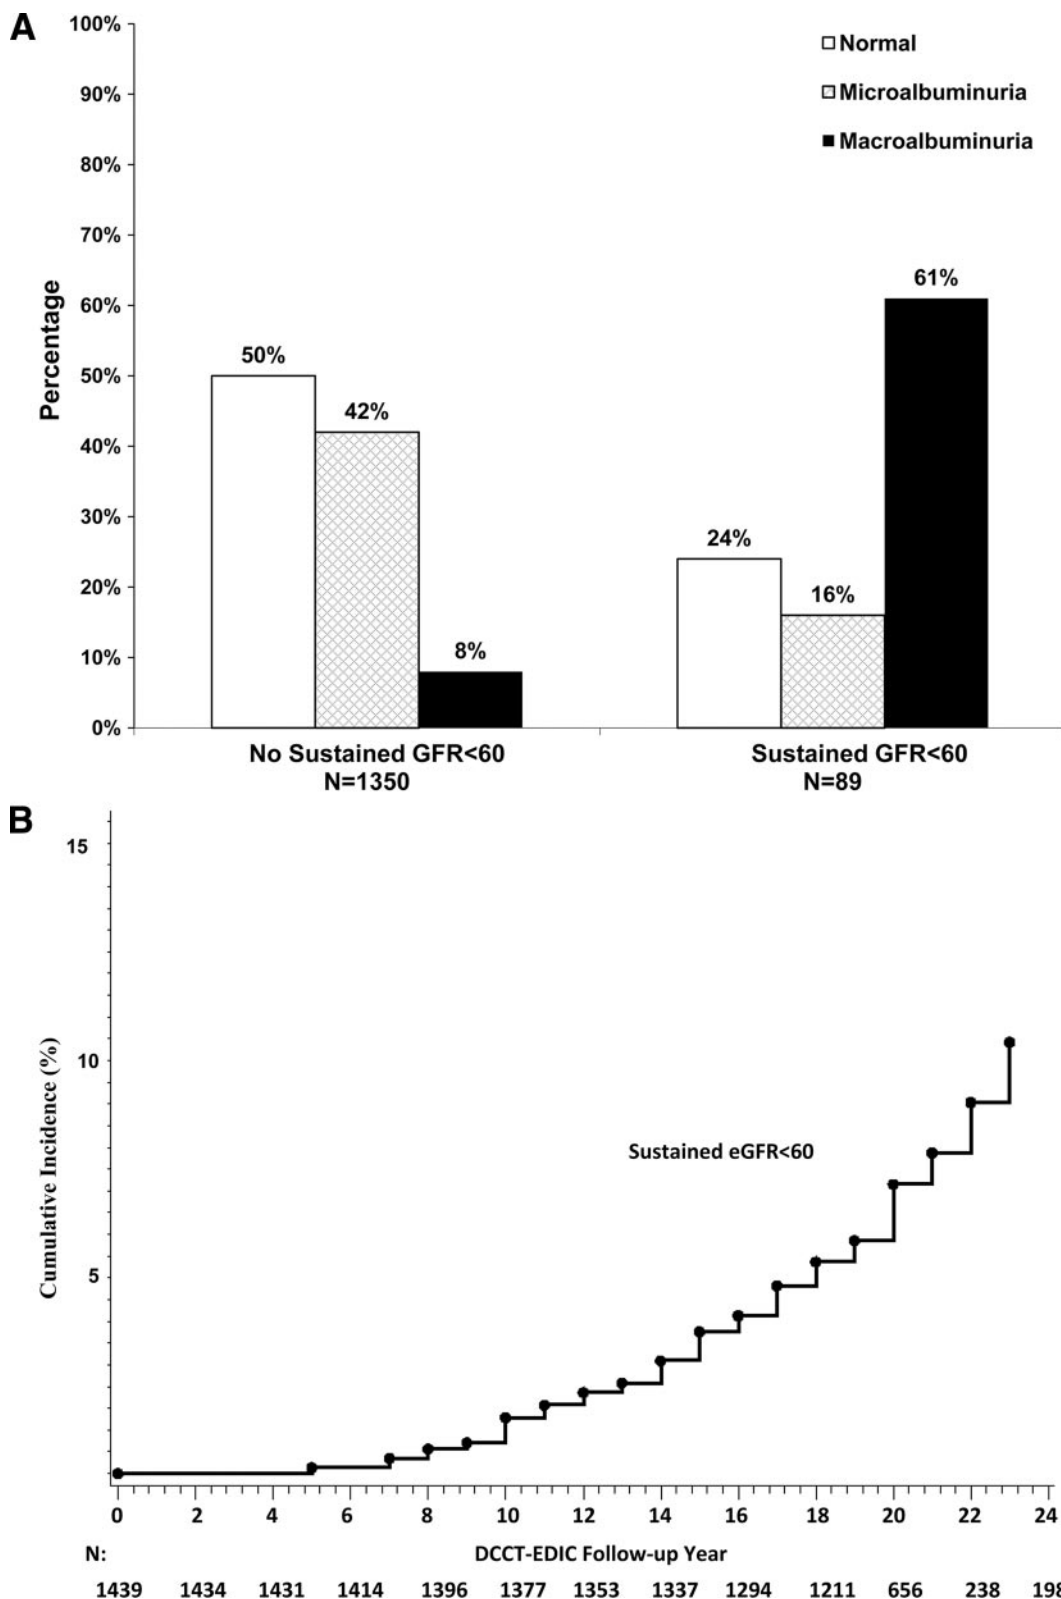 A
100%
90%
80%
70%
60%
50%
40%
30%
20%
10%
0%
Percentage
Normal
Microalbuminuria
Macroalbuminuria
50%
42%
8%
24%
16%
61%
No Sustained GFR<60
N=1350
Sustained GFR<60
N=89
B
15
10
5
Cumulative Incidence (%)
Sustained eGFR<60
0 2 4 6 8 10 12 14 16 18 20 22 24
N: DCCT-EDIC Follow-up Year
1439 1434 1431 1414 1396 1377 1353 1337 1294 1211 656 238 198